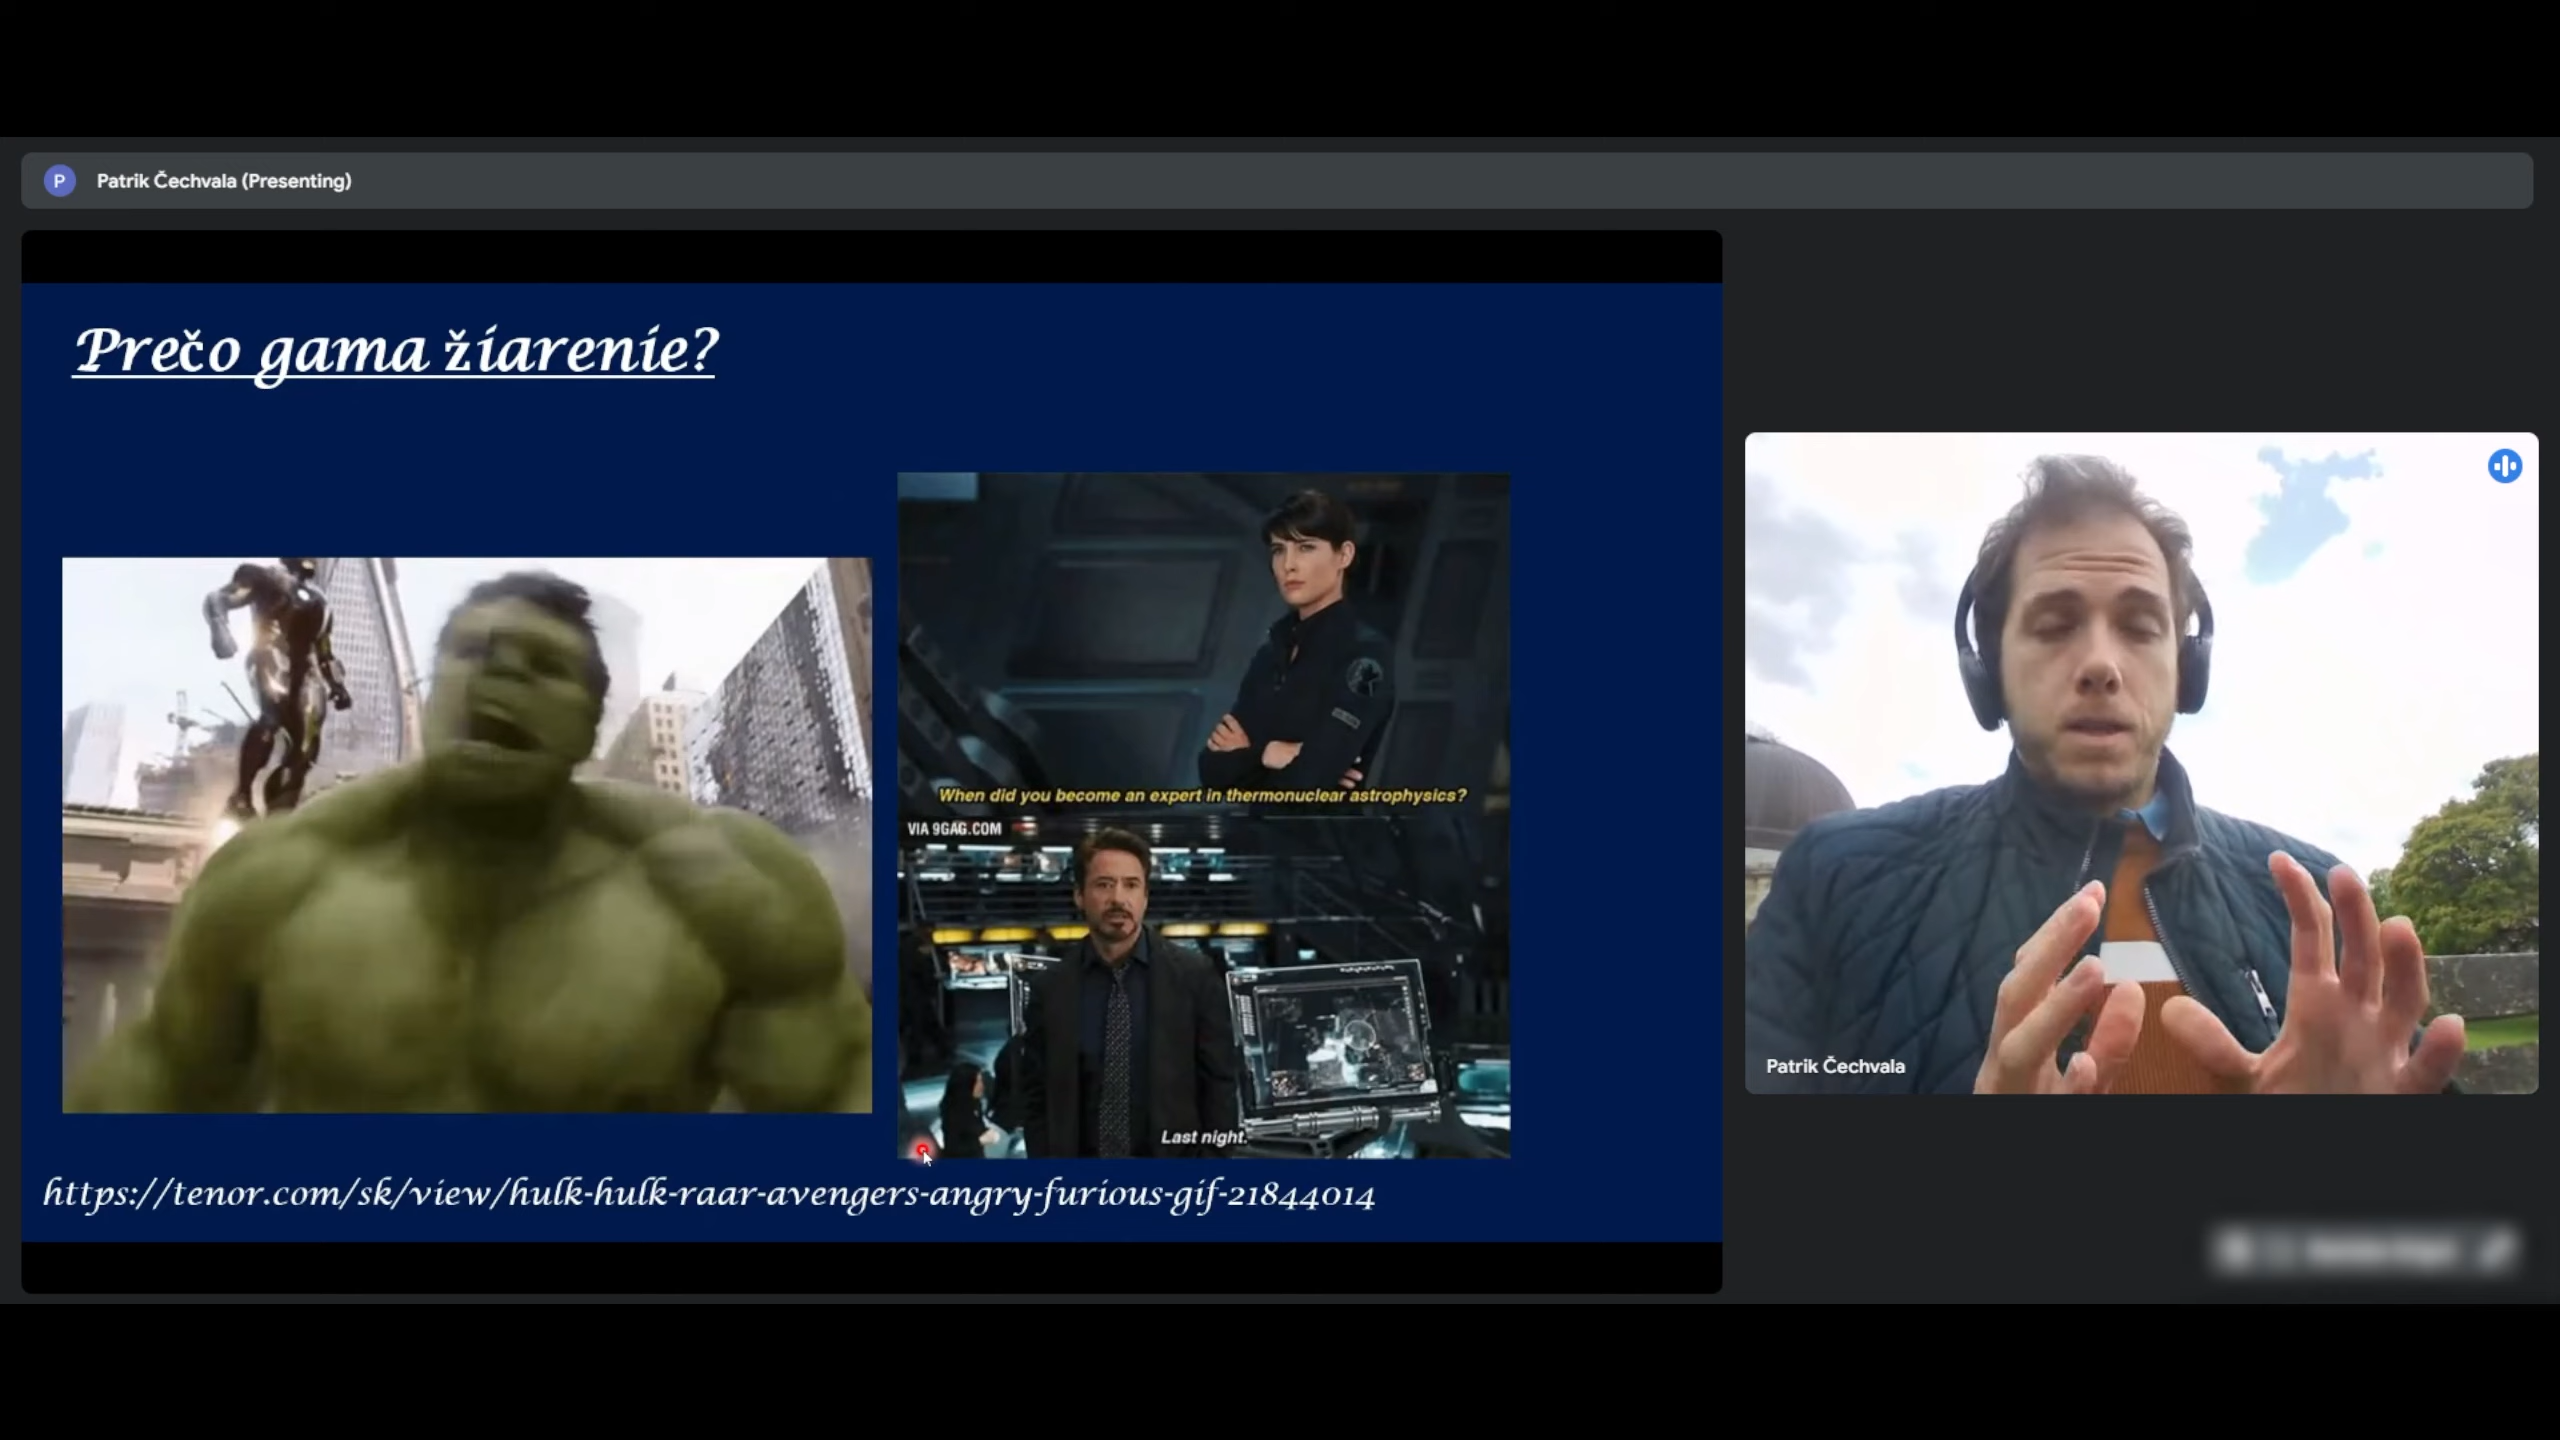 P
Patrik Čechvala (Presenting)
Prečo gama žiarenie?
When did you become an expert in thermonuclear astrophysics?
VIA 9GAG.COM
Last night.
https://tenor.com/sk/view/hulk-hulk-raar-avengers-angry-furious-gif-21844014
Patrik Čechvala